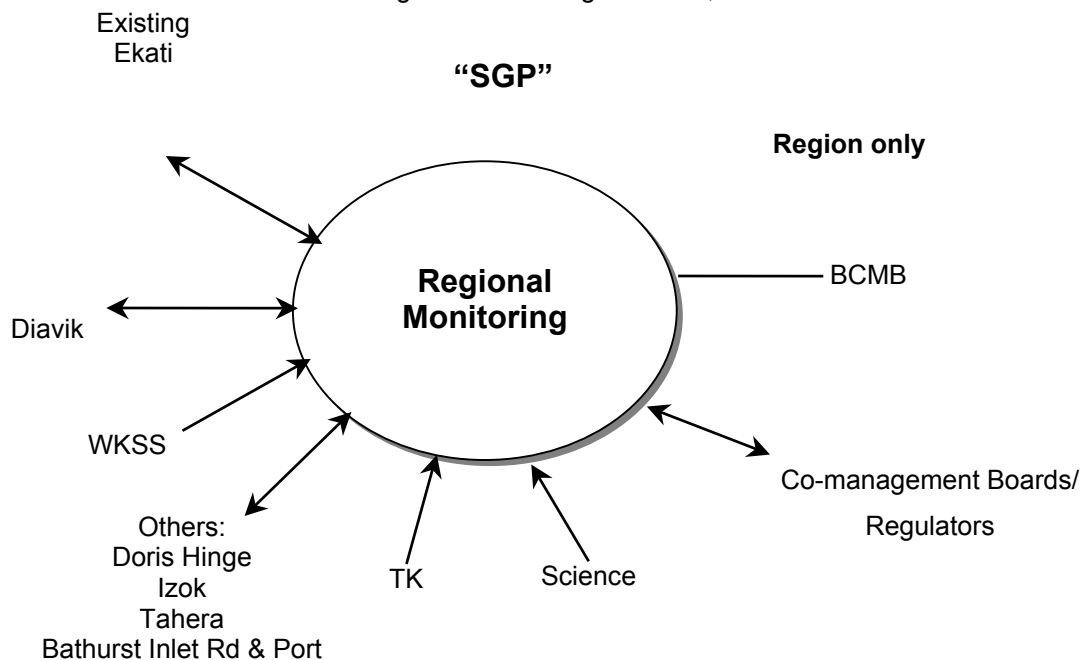 Existing
Ekati
“SGP”
Region only
Regional
Monitoring
BCMB
Diavik
WKSS
Co-management Boards/
Regulators
Others:
Doris Hinge
Izok
Tahera
Bathurst Inlet Rd & Port
TK
Science